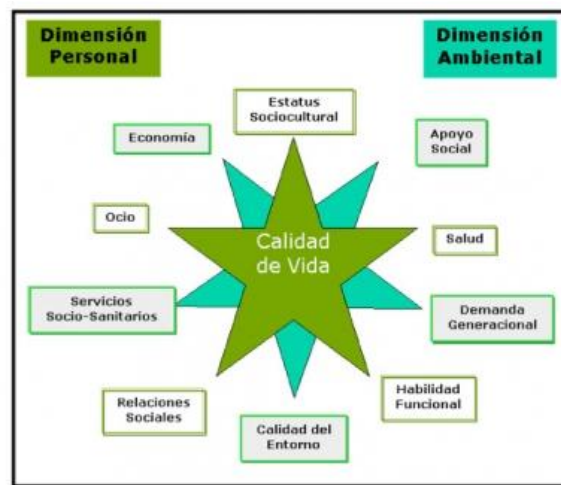 Dimensión
Personal
Dimensión
Ambiental
Estatus
Sociocultural
Economía
Apoyo
Social
Ocio
Calidad
de Vida
Salud
Servicios
Socio-Sanitarios
Demanda
Generacional
Relaciones
Sociales
Habilidad
Funcional
Calidad del
Entorno